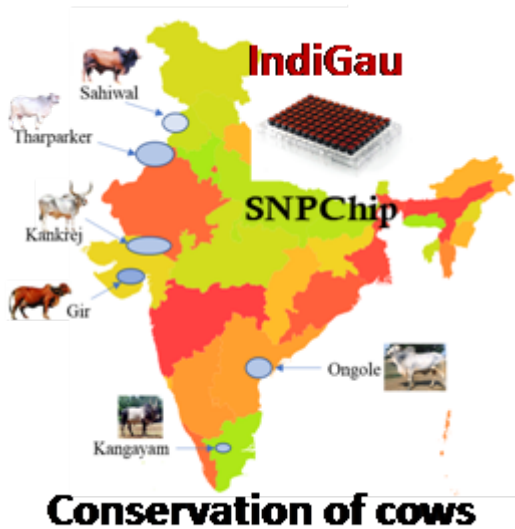 IndiGau
Sahiwal
Tharparker
SNPChip
Kankrej
Gir
Ongole
Kangayam
Conservation of cows